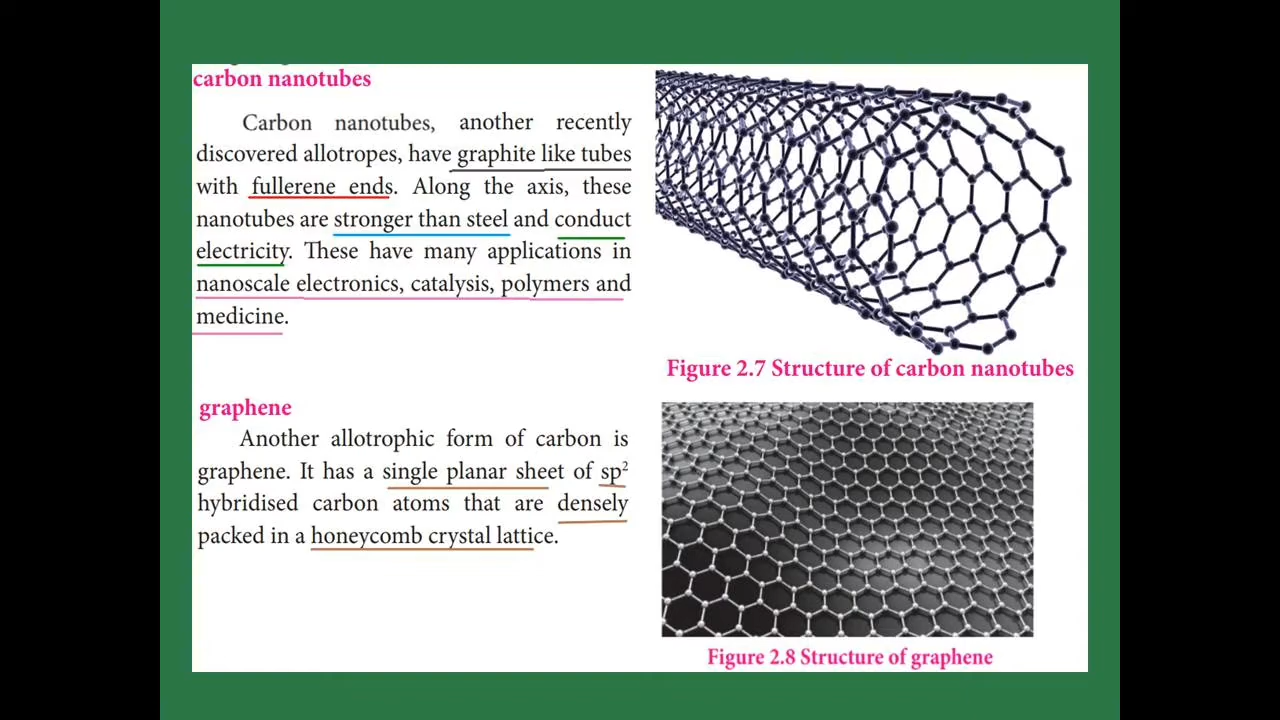 carbon nanotubes
Carbon nanotubes, another recently
discovered allotropes, have graphite like tubes
with fullerene ends. Along the axis, these
nanotubes are stronger than steel and conduct
electricity. These have many applications in
nanoscale electronics, catalysis, polymers and
medicine.
Figure 2.7 Structure of carbon nanotubes
graphene
Another allotrophic form of carbon is
graphene. It has a single planar sheet of sp²
hybridised carbon atoms that are densely
packed in a honeycomb crystal lattice.
Figure 2.8 Structure of graphene